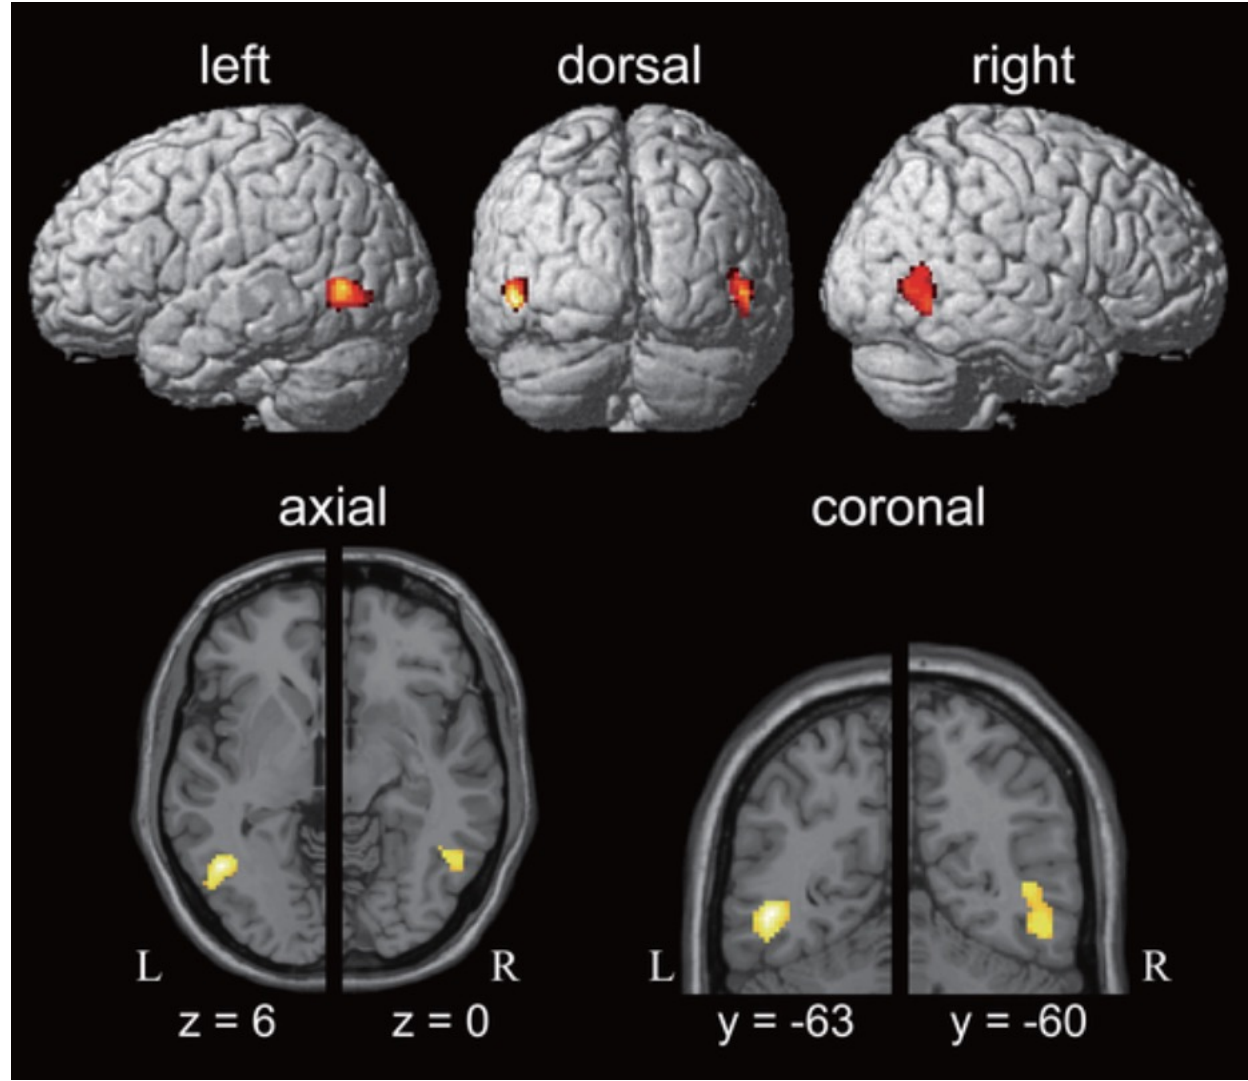 left dorsal right
axial coronal
L R L R
z = 6 z = 0 y = -63 y = -60